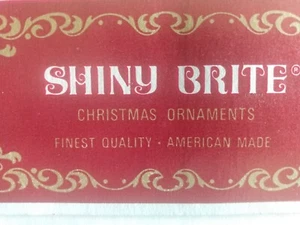 SHINY BRITE®
CHRISTMAS ORNAMENTS
FINEST QUALITY · AMERICAN MADE